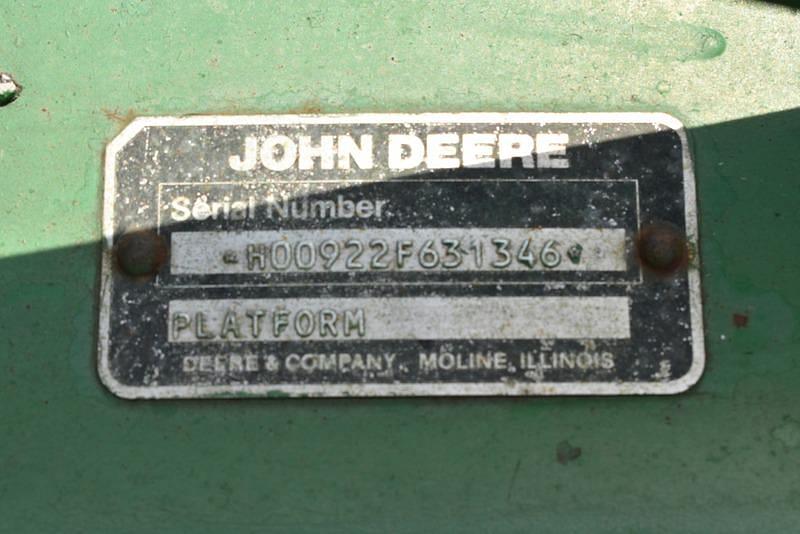 JOHN DEERE
Serial Number
H00922F631346
PLATFORM
DEERE & COMPANY MOLINE, ILLINOIS